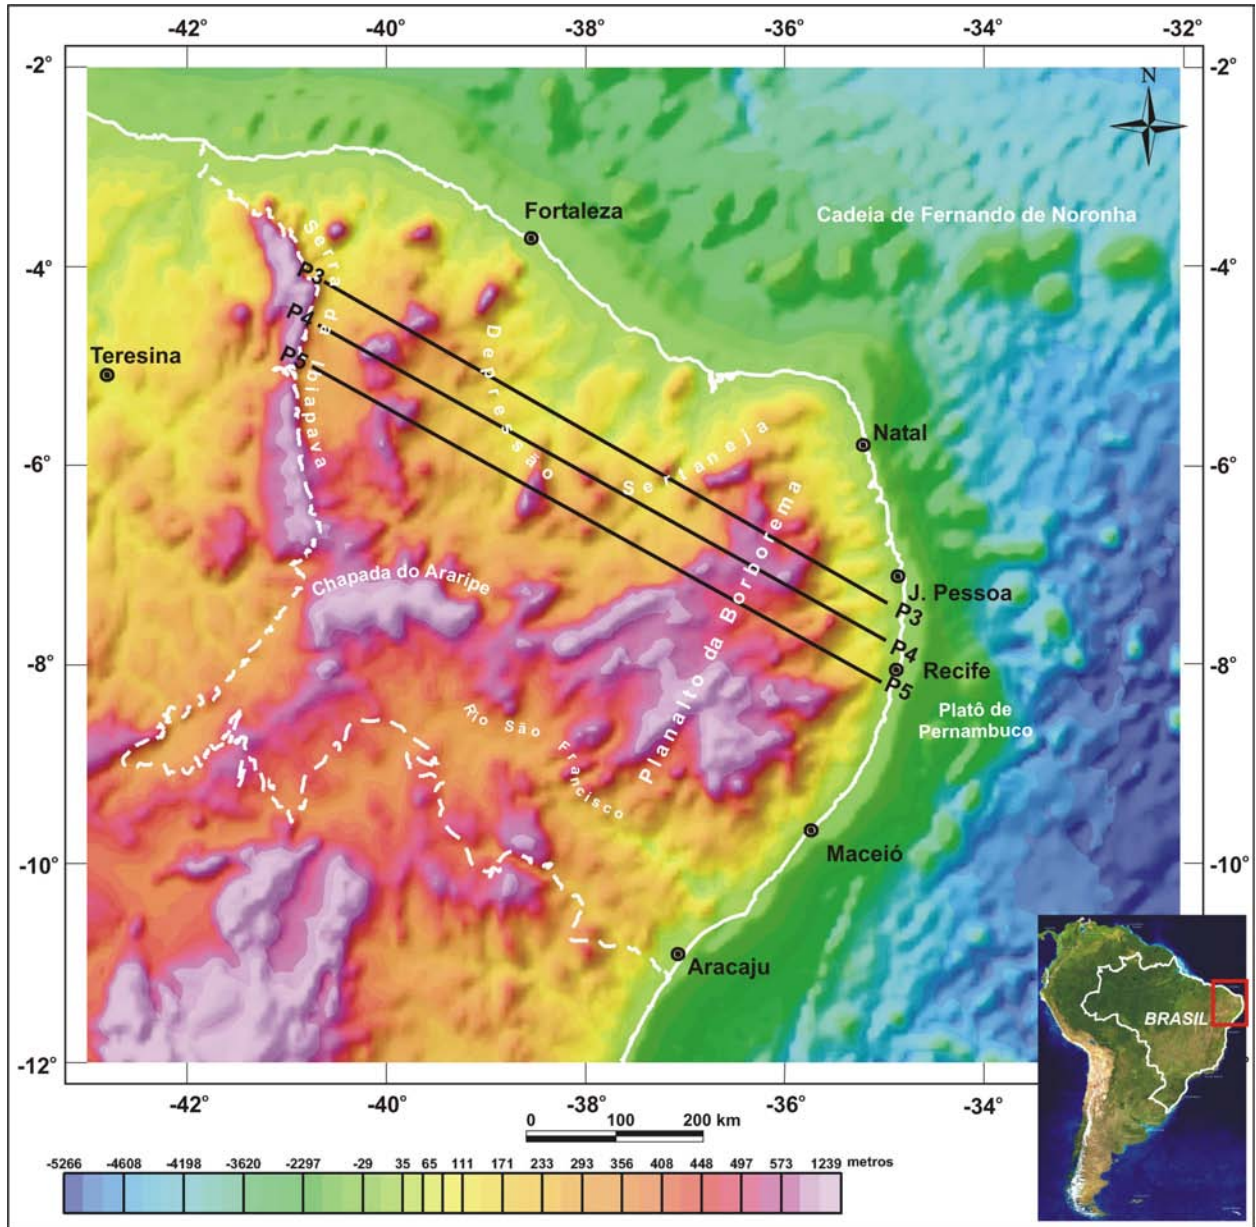 -42° -40° -38° -36° -34° -32°
-2° -2°
N
Fortaleza
Cadeia de Fernando de Noronha
-4° -4°
Serra da Ibiapava
P3
P4
P5
Teresina
Depressão
Sertaneja
Natal
-6° -6°
Planalto da Borborema
Chapada do Araripe
J. Pessoa
P3
P4
-8° Recife -8°
P5
Platô de
Pernambuco
Rio São Francisco
Maceió
-10° -10°
Aracaju
BRASIL
-12°
-42° -40° -38° -36° -34°
0 100 200 km
-5266 -4608 -4198 -3620 -2297 -29 35 65 111 171 233 293 356 408 448 497 573 1239 metros